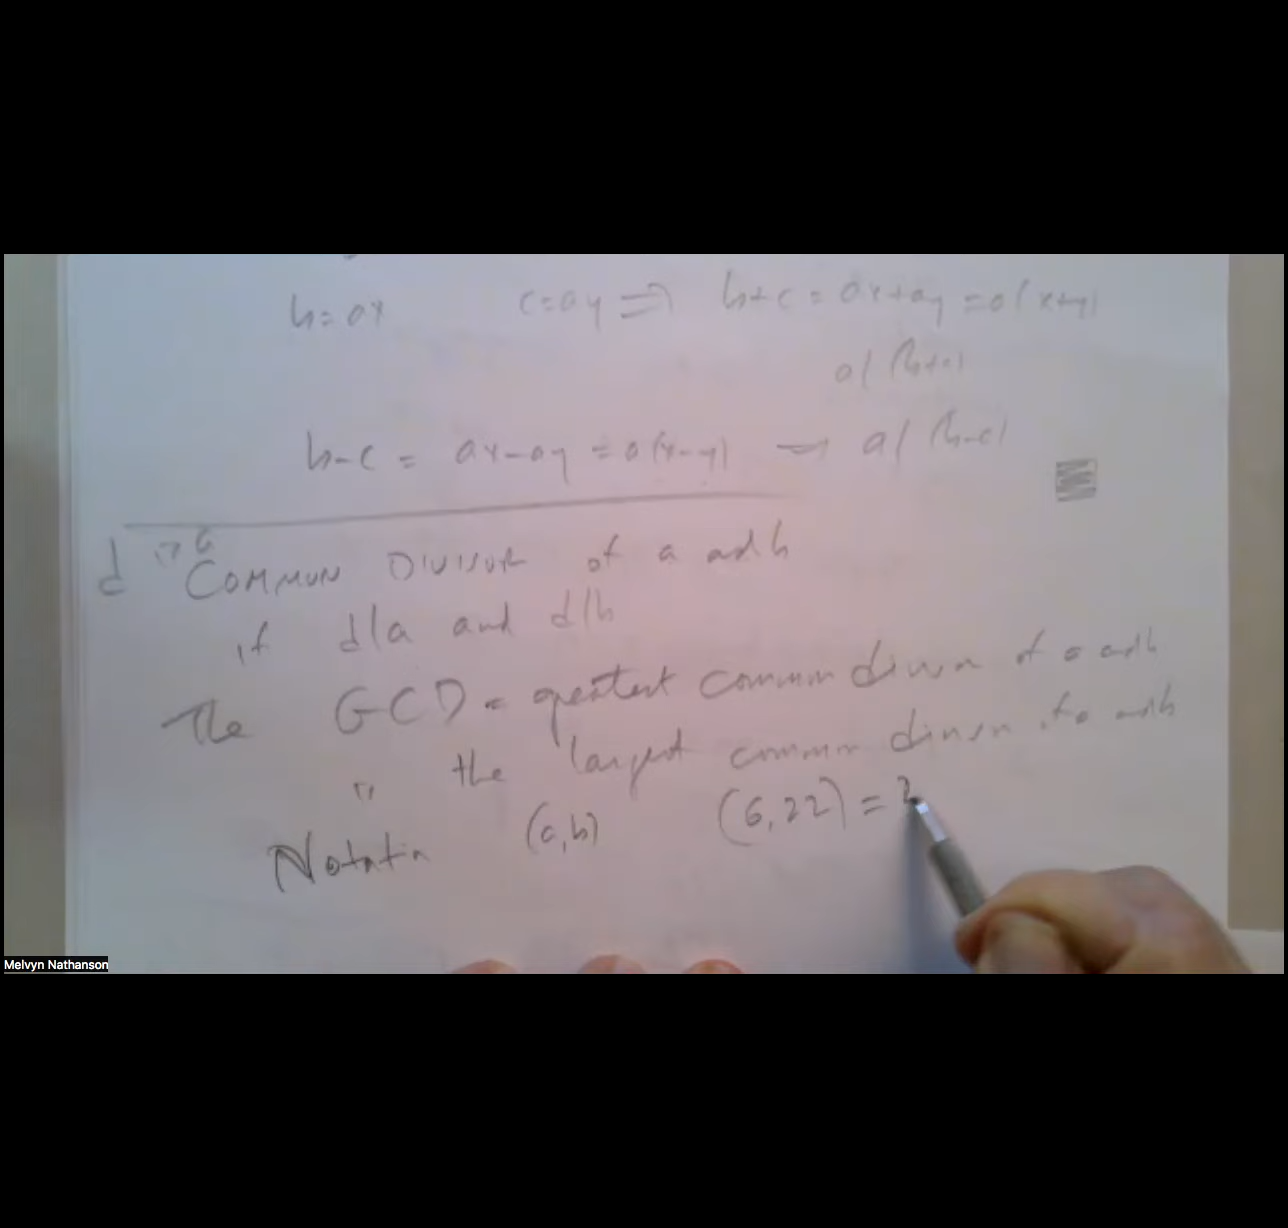 b = ax c = ay ⇒ b+c = ax+ay = a(x+y)
a | (b+c)
b-c = ax-ay = a(x-y) ⇒ a | (b-c)
d is a
COMMON DIVISOR of a and b
if d|a and d|b
The GCD = greatest common divisor of a and b
is the largest common divisor of a and b
Notation (a,b) (6,22) = 2
Melvyn Nathanson